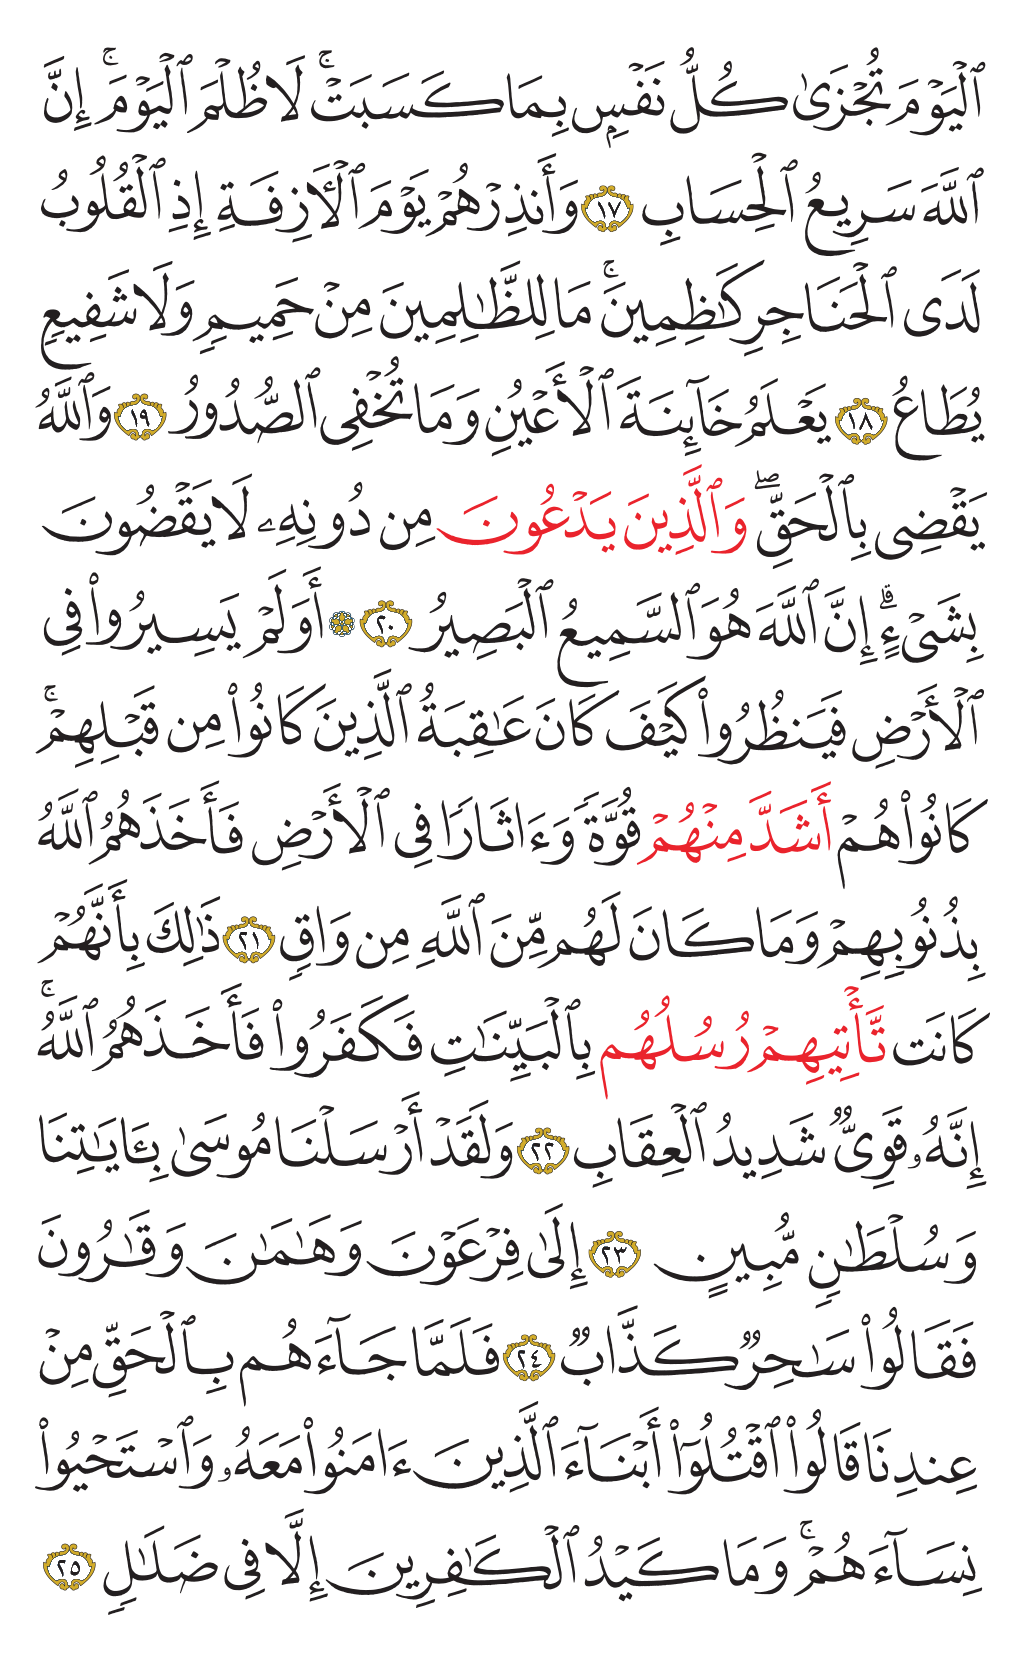 ٱلْيَوْمَ تُجْزَىٰ كُلُّ نَفْسٍۭ بِمَا كَسَبَتْۚ لَا ظُلْمَ ٱلْيَوْمَۚ إِنَّ
ٱللَّهَ سَرِيعُ ٱلْحِسَابِ ١٧ وَأَنذِرْهُمْ يَوْمَ ٱلْأَزِفَةِ إِذِ ٱلْقُلُوبُ
لَدَى ٱلْحَنَاجِرِ كَٰظِمِينَۚ مَا لِلظَّٰلِمِينَ مِنْ حَمِيمٍ وَلَا شَفِيعٍ
يُطَاعُ ١٨ يَعْلَمُ خَآئِنَةَ ٱلْأَعْيُنِ وَمَا تُخْفِى ٱلصُّدُورُ ١٩ وَٱللَّهُ
يَقْضِى بِٱلْحَقِّۖ وَٱلَّذِينَ يَدْعُونَ مِن دُونِهِۦ لَا يَقْضُونَ
بِشَىْءٍۗ إِنَّ ٱللَّهَ هُوَ ٱلسَّمِيعُ ٱلْبَصِيرُ ٢٠ ۞ أَوَلَمْ يَسِيرُوا۟ فِى
ٱلْأَرْضِ فَيَنظُرُوا۟ كَيْفَ كَانَ عَٰقِبَةُ ٱلَّذِينَ كَانُوا۟ مِن قَبْلِهِمْۚ
كَانُوا۟ هُمْ أَشَدَّ مِنْهُمْ قُوَّةً وَءَاثَارًا فِى ٱلْأَرْضِ فَأَخَذَهُمُ ٱللَّهُ
بِذُنُوبِهِمْ وَمَا كَانَ لَهُم مِّنَ ٱللَّهِ مِن وَاقٍ ٢١ ذَٰلِكَ بِأَنَّهُمْ
كَانَت تَّأْتِيهِمْ رُسُلُهُم بِٱلْبَيِّنَٰتِ فَكَفَرُوا۟ فَأَخَذَهُمُ ٱللَّهُۚ
إِنَّهُۥ قَوِىٌّ شَدِيدُ ٱلْعِقَابِ ٢٢ وَلَقَدْ أَرْسَلْنَا مُوسَىٰ بِـَٔايَٰتِنَا
وَسُلْطَٰنٍ مُّبِينٍ ٢٣ إِلَىٰ فِرْعَوْنَ وَهَٰمَٰنَ وَقَٰرُونَ
فَقَالُوا۟ سَٰحِرٌ كَذَّابٌ ٢٤ فَلَمَّا جَآءَهُم بِٱلْحَقِّ مِنْ
عِندِنَا قَالُوا۟ ٱقْتُلُوٓا۟ أَبْنَآءَ ٱلَّذِينَ ءَامَنُوا۟ مَعَهُۥ وَٱسْتَحْيُوا۟
نِسَآءَهُمْۚ وَمَا كَيْدُ ٱلْكَٰفِرِينَ إِلَّا فِى ضَلَٰلٍ ٢٥